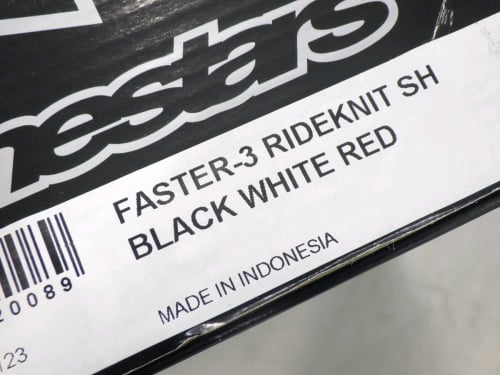 nestars
FASTER-3 RIDEKNIT SH
BLACK WHITE RED
MADE IN INDONESIA
20089
123